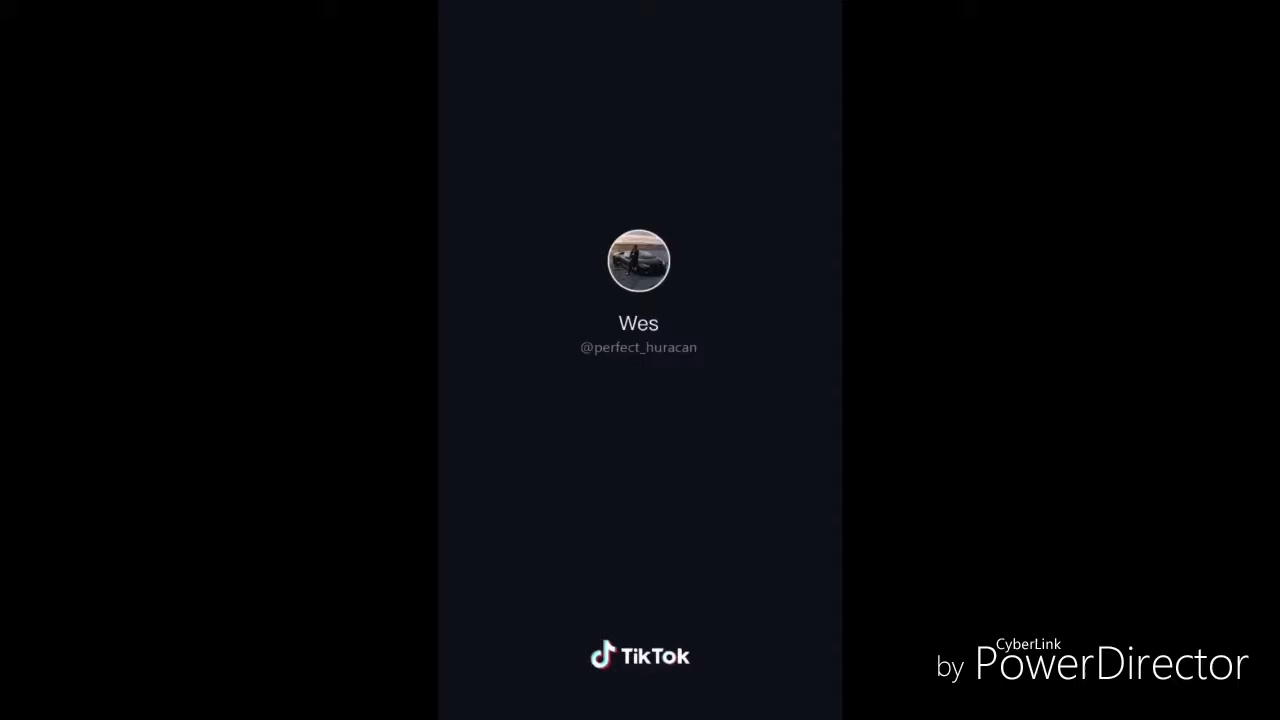 Wes
@perfect_huracan
TikTok
CyberLink
by PowerDirector